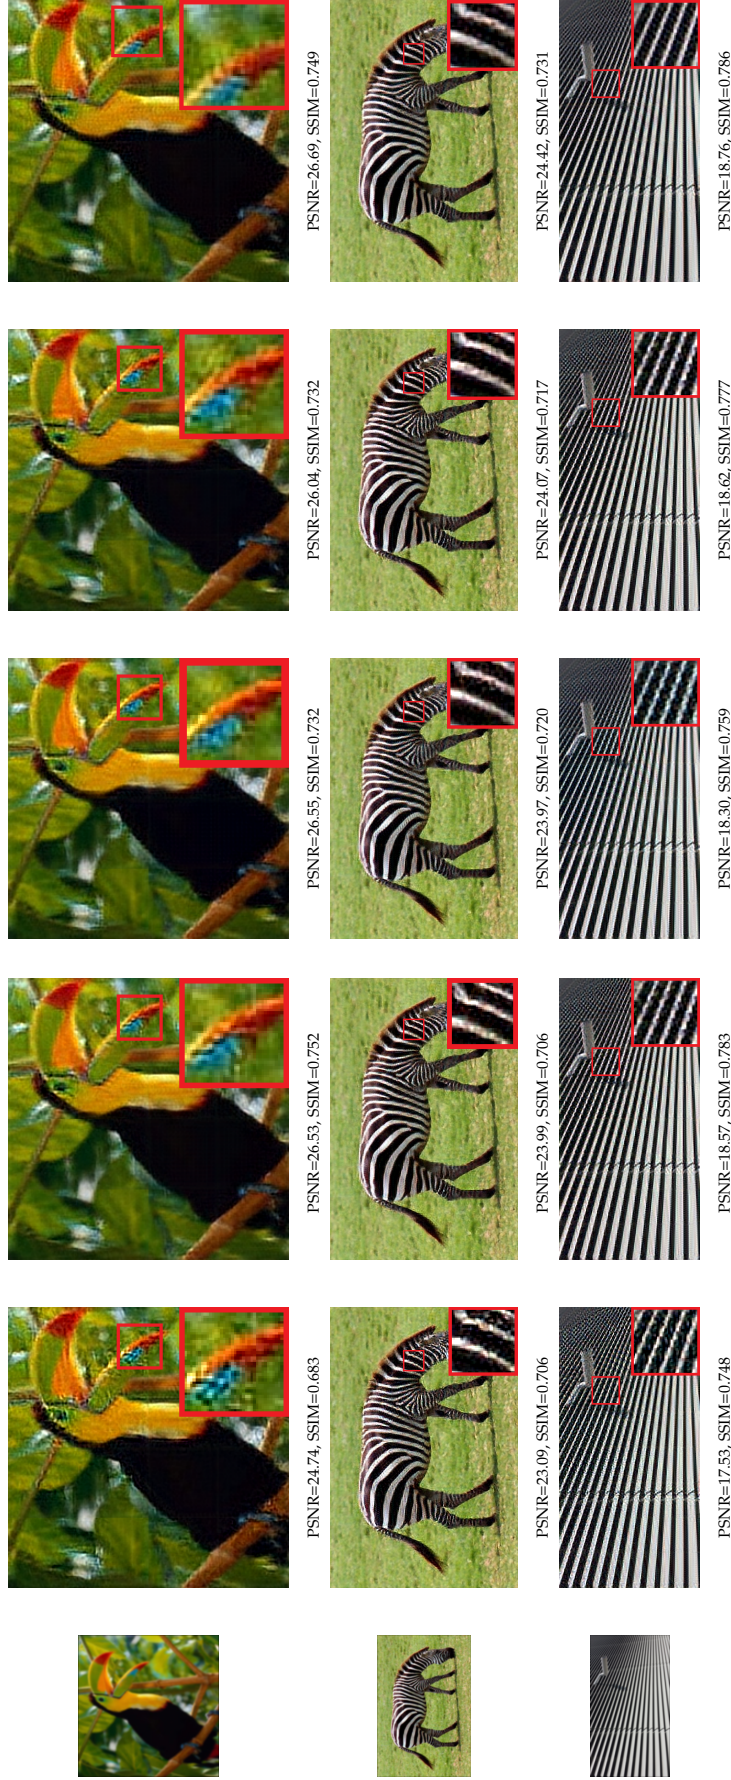 PSNR=24.74, SSIM=0.683
PSNR=26.53, SSIM=0.752
PSNR=26.55, SSIM=0.732
PSNR=26.04, SSIM=0.732
PSNR=26.69, SSIM=0.749
PSNR=23.09, SSIM=0.706
PSNR=23.99, SSIM=0.706
PSNR=23.97, SSIM=0.720
PSNR=24.07, SSIM=0.717
PSNR=24.42, SSIM=0.731
PSNR=17.53, SSIM=0.748
PSNR=18.57, SSIM=0.783
PSNR=18.30, SSIM=0.759
PSNR=18.62, SSIM=0.777
PSNR=18.76, SSIM=0.786